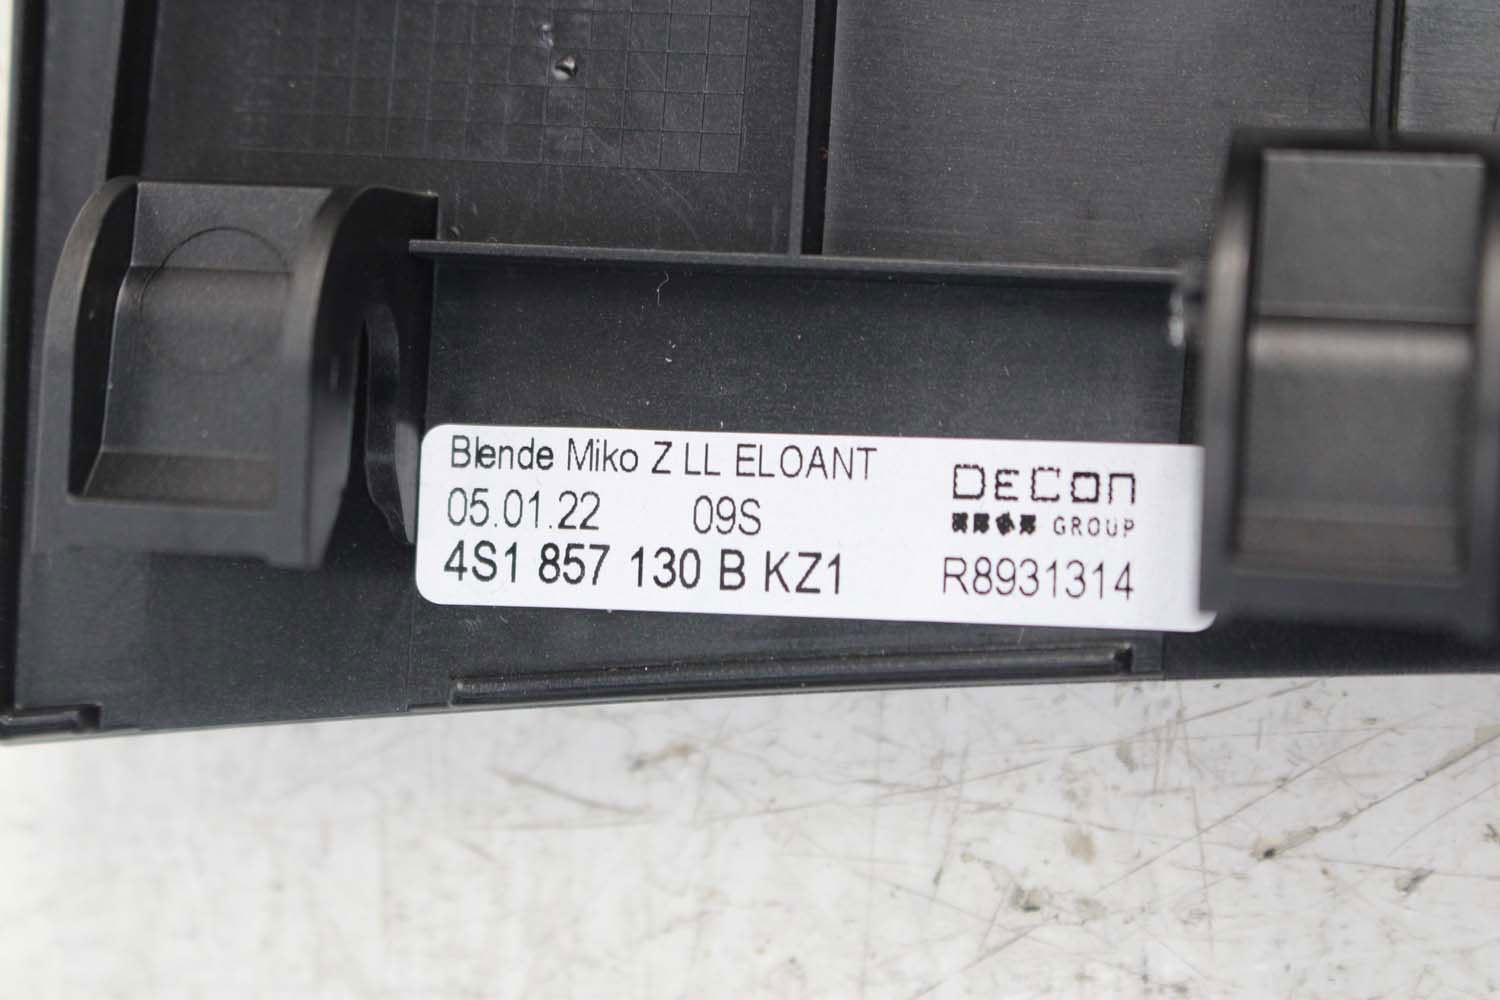 Blende Miko Z LL ELOANT
05.01.22 09S
4S1 857 130 B KZ1
DECON
GROUP
R8931314